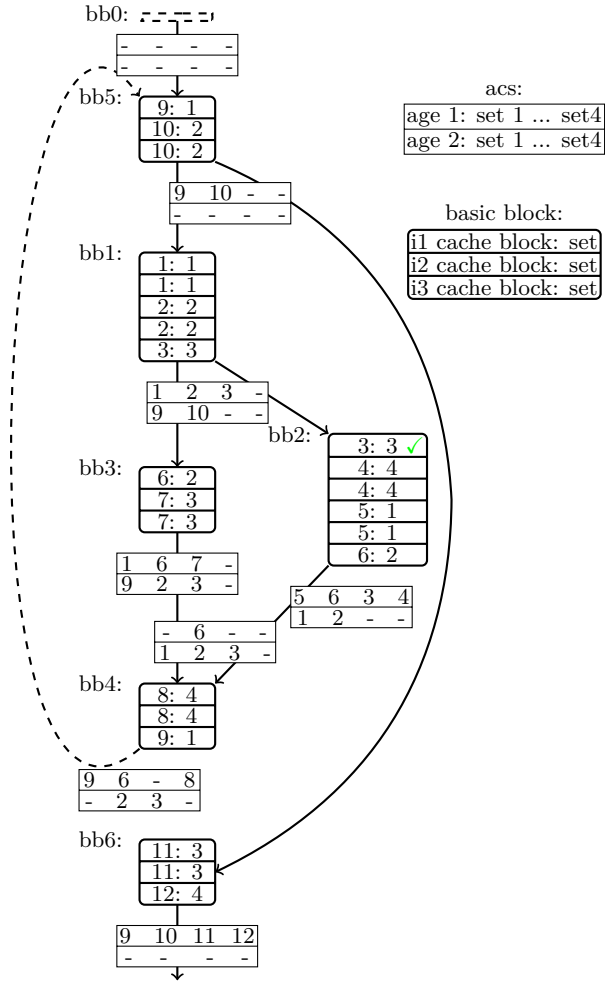 bb0:
- - - -
- - - -
bb5:
9: 1
10: 2
10: 2
acs:
age 1: set 1 ... set4
age 2: set 1 ... set4
9 10 - -
- - - -
basic block:
i1 cache block: set
i2 cache block: set
i3 cache block: set
bb1:
1: 1
1: 1
2: 2
2: 2
3: 3
1 2 3 -
9 10 - -
bb2:
3: 3 ✓
4: 4
4: 4
5: 1
5: 1
6: 2
bb3:
6: 2
7: 3
7: 3
1 6 7 -
9 2 3 -
5 6 3 4
1 2 - -
- 6 - -
1 2 3 -
bb4:
8: 4
8: 4
9: 1
9 6 - 8
- 2 3 -
bb6:
11: 3
11: 3
12: 4
9 10 11 12
- - - -